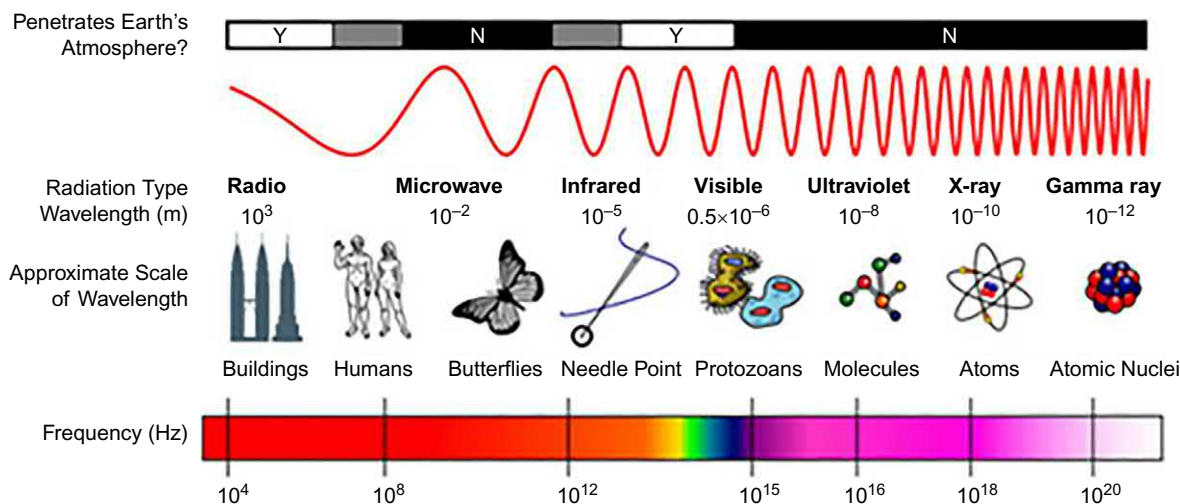 Penetrates Earth's
Atmosphere?
Y N Y N
Radiation Type
Wavelength (m)
Radio Microwave Infrared Visible Ultraviolet X-ray Gamma ray
10³ 10⁻² 10⁻⁵ 0.5×10⁻⁶ 10⁻⁸ 10⁻¹⁰ 10⁻¹²
Approximate Scale
of Wavelength
Buildings Humans Butterflies Needle Point Protozoans Molecules Atoms Atomic Nuclei
Frequency (Hz)
10⁴ 10⁸ 10¹² 10¹⁵ 10¹⁶ 10¹⁸ 10²⁰